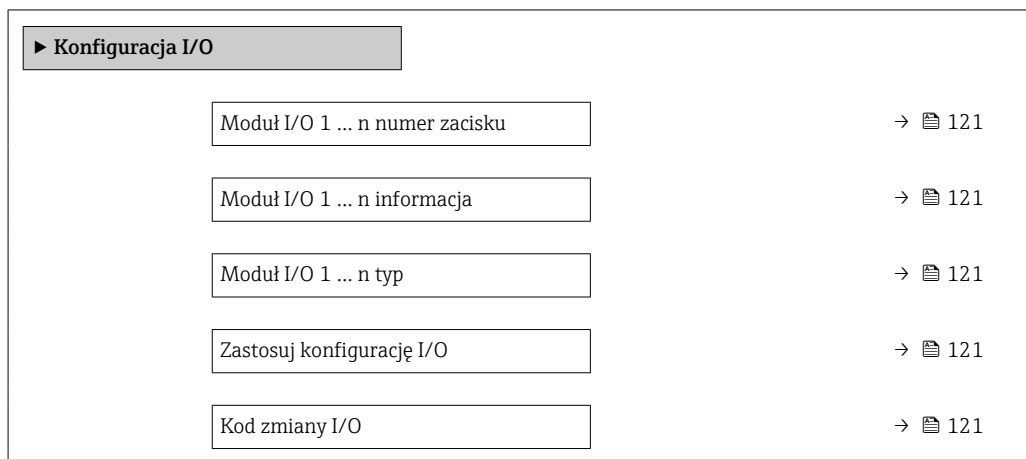 ▶ Konfiguracja I/O
Moduł I/O 1 … n numer zacisku → 121
Moduł I/O 1 … n informacja → 121
Moduł I/O 1 … n typ → 121
Zastosuj konfigurację I/O → 121
Kod zmiany I/O → 121